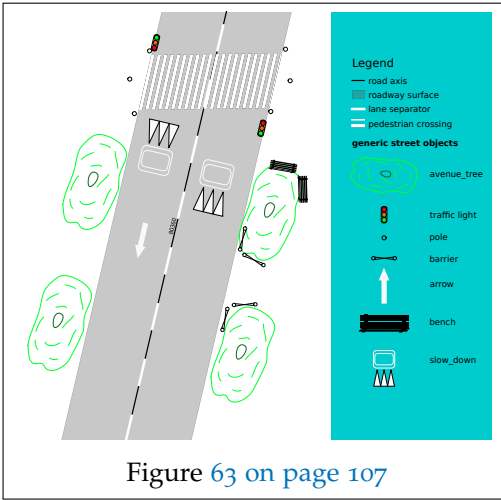 Legend
road axis
roadway surface
lane separator
pedestrian crossing
generic street objects
avenue_tree
traffic light
pole
barrier
arrow
bench
slow_down
Figure 63 on page 107